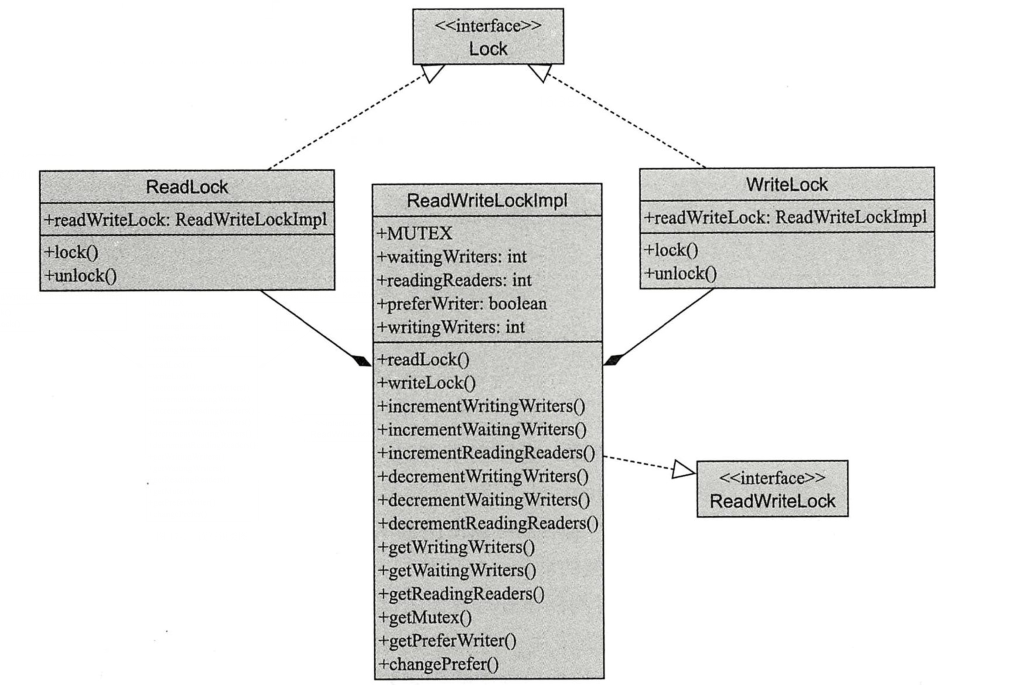 <<interface>>
Lock
ReadLock
+readWriteLock: ReadWriteLockImpl
+lock()
+unlock()
ReadWriteLockImpl
+MUTEX
+waitingWriters: int
+readingReaders: int
+preferWriter: boolean
+writingWriters: int
+readLock()
+writeLock()
+incrementWritingWriters()
+incrementWaitingWriters()
+incrementReadingReaders()
+decrementWritingWriters()
+decrementWaitingWriters()
+decrementReadingReaders()
+getWritingWriters()
+getWaitingWriters()
+getReadingReaders()
+getMutex()
+getPreferWriter()
+changePrefer()
WriteLock
+readWriteLock: ReadWriteLockImpl
+lock()
+unlock()
<<interface>>
ReadWriteLock